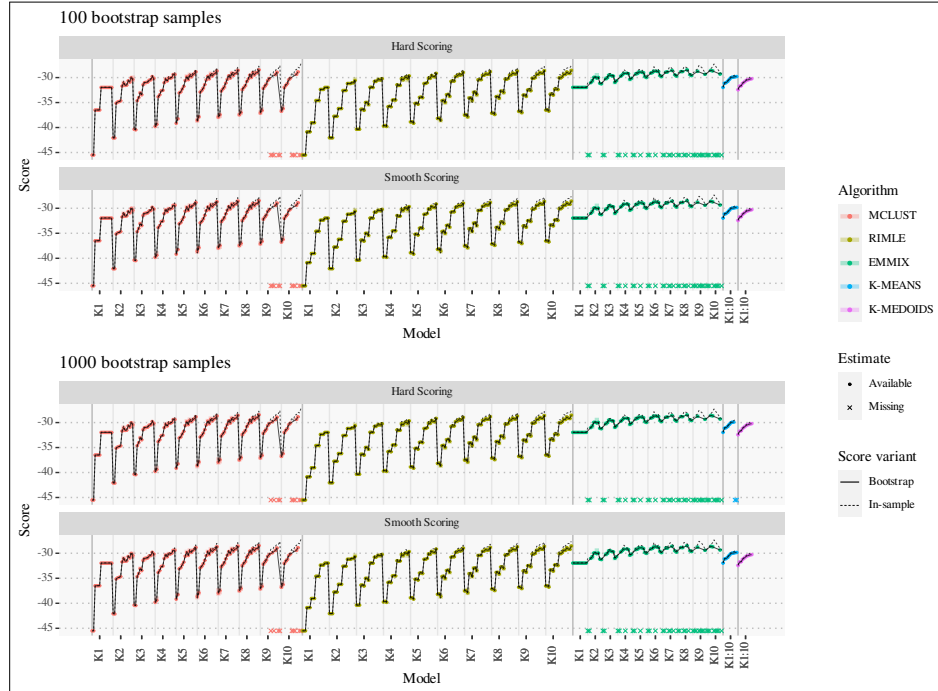 100 bootstrap samples
Hard Scoring
-30
-35
-40
-45
Smooth Scoring
-30
-35
-40
-45
Score
K1 K2 K3 K4 K5 K6 K7 K8 K9 K10 K1 K2 K3 K4 K5 K6 K7 K8 K9 K10 K1 K2 K3 K4 K5 K6 K7 K8 K9 K10 K1:10 K1:10
Model
1000 bootstrap samples
Hard Scoring
-30
-35
-40
-45
Smooth Scoring
-30
-35
-40
-45
Score
K1 K2 K3 K4 K5 K6 K7 K8 K9 K10 K1 K2 K3 K4 K5 K6 K7 K8 K9 K10 K1 K2 K3 K4 K5 K6 K7 K8 K9 K10 K1:10 K1:10
Model
Algorithm
MCLUST
RIMLE
EMMIX
K-MEANS
K-MEDOIDS
Estimate
Available
Missing
Score variant
Bootstrap
In-sample